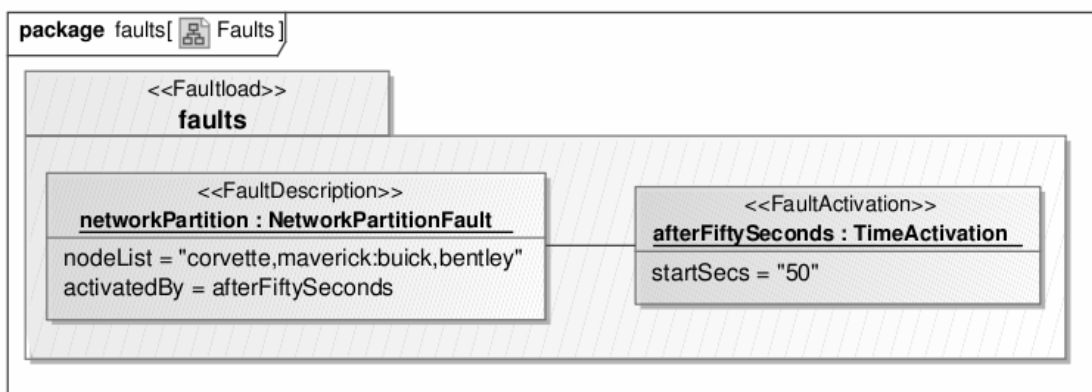 package faults[ Faults ]
<<Faultload>>
faults
<<FaultDescription>>
networkPartition : NetworkPartitionFault
nodeList = "corvette,maverick:buick,bentley"
activatedBy = afterFiftySeconds
<<FaultActivation>>
afterFiftySeconds : TimeActivation
startSecs = "50"